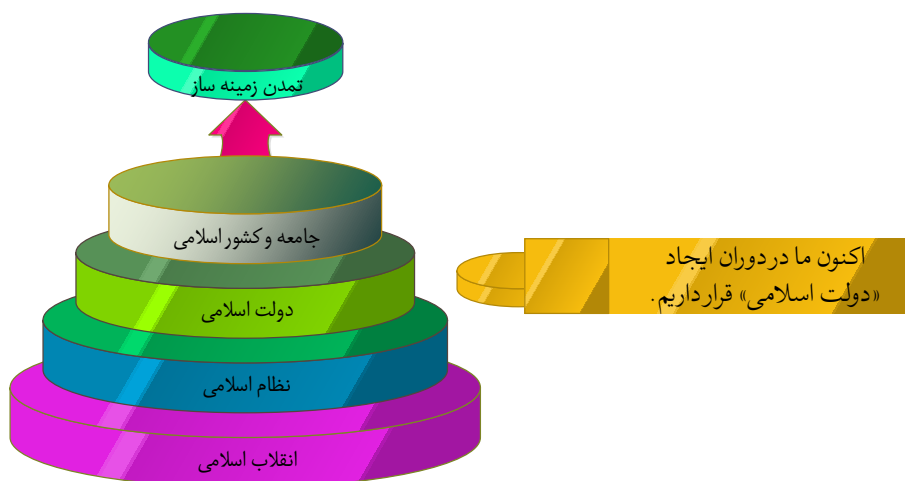 تمدن زمینه ساز
جامعه و کشور اسلامی
دولت اسلامی
نظام اسلامی
انقلاب اسلامی
اکنون ما در دوران ایجاد
«دولت اسلامی» قرار داریم.